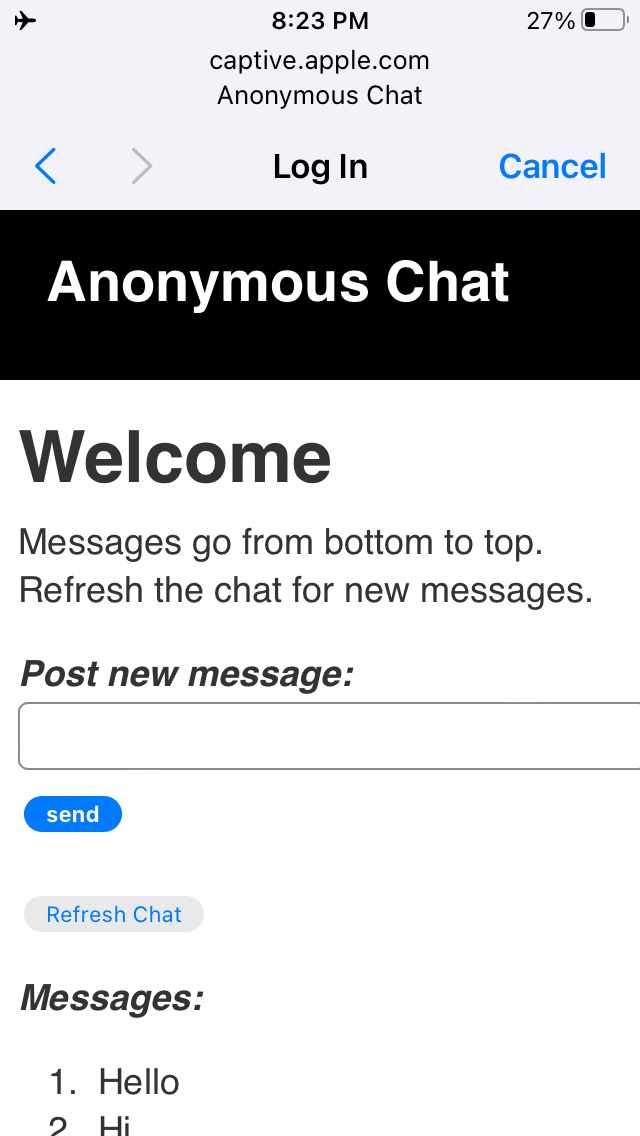 8:23 PM
27%
captive.apple.com
Anonymous Chat
Log In
Cancel
Anonymous Chat
Welcome
Messages go from bottom to top.
Refresh the chat for new messages.
Post new message:
send
Refresh Chat
Messages:
1. Hello
2. Hi